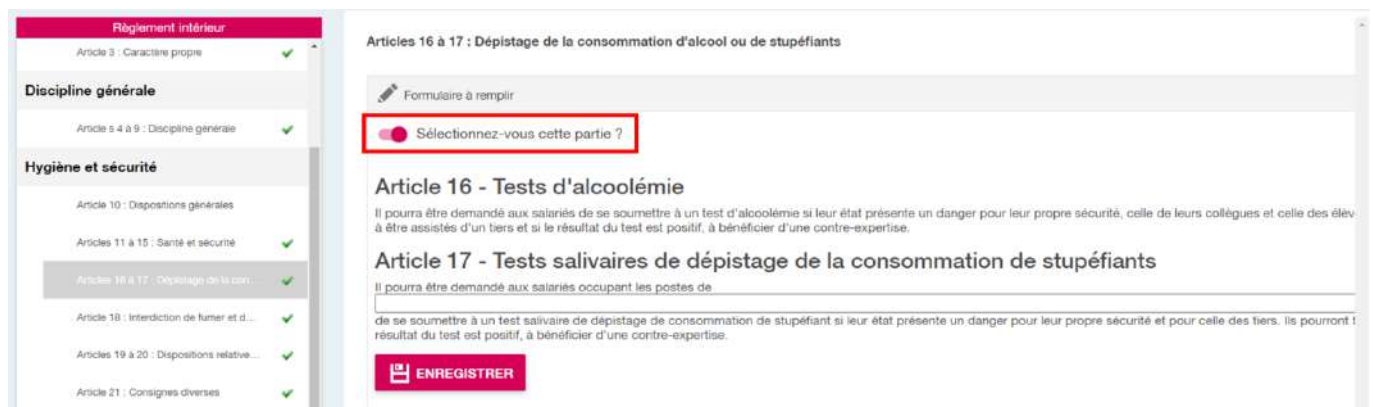 Règlement intérieur
Article 3 : Caractère propre
Discipline générale
Article s 4 à 9 : Discipline générale
Hygiène et sécurité
Article 10 : Dispositions générales
Articles 11 à 15 : Santé et sécurité
Articles 16 à 17 : Dépistage de la con...
Article 18 : Interdiction de fumer et d...
Articles 19 à 20 : Dispositions relative...
Article 21 : Consignes diverses
Articles 16 à 17 : Dépistage de la consommation d'alcool ou de stupéfiants
Formulaire à remplir
Sélectionnez-vous cette partie ?
Article 16 - Tests d'alcoolémie
Il pourra être demandé aux salariés de se soumettre à un test d'alcoolémie si leur état présente un danger pour leur propre sécurité, celle de leurs collègues et celle des élèv
à être assistés d'un tiers et si le résultat du test est positif, à bénéficier d'une contre-expertise.
Article 17 - Tests salivaires de dépistage de la consommation de stupéfiants
Il pourra être demandé aux salariés occupant les postes de
de se soumettre à un test salivaire de dépistage de consommation de stupéfiant si leur état présente un danger pour leur propre sécurité et pour celle des tiers. Ils pourront
résultat du test est positif, à bénéficier d'une contre-expertise.
ENREGISTRER